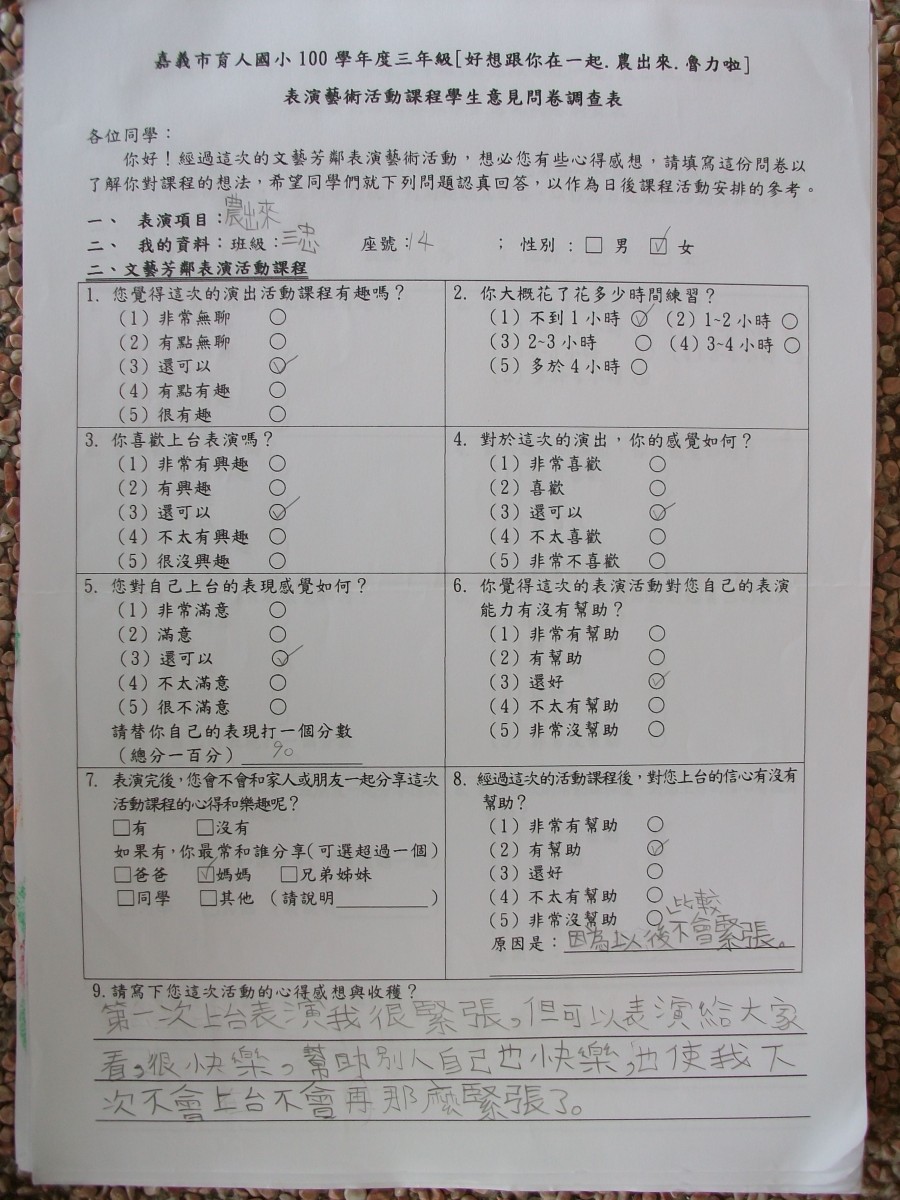 嘉義市育人國小100學年度三年級[好想跟你在一起.農出來.魯力啦]
表演藝術活動課程學生意見問卷調查表
各位同學：
你好！經過這次的文藝芳鄰表演藝術活動，想必您有些心得感想，請填寫這份問卷以
了解你對課程的想法，希望同學們就下列問題認真回答，以作為日後課程活動安排的參考。
一、 表演項目：農出來
二、 我的資料：班級：三忠 座號：14 ；性別：□ 男 ☑ 女
二、文藝芳鄰表演活動課程
1. 您覺得這次的演出活動課程有趣嗎？
(1) 非常無聊 ○
(2) 有點無聊 ○
(3) 還可以 ○✓
(4) 有點有趣 ○
(5) 很有趣 ○
2. 你大概花了花多少時間練習？
(1) 不到1小時 ○✓ (2) 1~2小時 ○
(3) 2~3小時 ○ (4) 3~4小時 ○
(5) 多於4小時 ○
3. 你喜歡上台表演嗎？
(1) 非常有興趣 ○
(2) 有興趣 ○
(3) 還可以 ○✓
(4) 不太有興趣 ○
(5) 很沒興趣 ○
4. 對於這次的演出，你的感覺如何？
(1) 非常喜歡 ○
(2) 喜歡 ○
(3) 還可以 ○✓
(4) 不太喜歡 ○
(5) 非常不喜歡 ○
5. 您對自己上台的表現感覺如何？
(1) 非常滿意 ○
(2) 滿意 ○
(3) 還可以 ○✓
(4) 不太滿意 ○
(5) 很不滿意 ○
請替你自己的表現打一個分數
(總分一百分) 90
6. 你覺得這次的表演活動對您自己的表演
能力有沒有幫助？
(1) 非常有幫助 ○
(2) 有幫助 ○
(3) 還好 ○✓
(4) 不太有幫助 ○
(5) 非常沒幫助 ○
7. 表演完後，您會不會和家人或朋友一起分享這次
活動課程的心得和樂趣呢？
□有 □沒有
如果有，你最常和誰分享(可選超過一個)
□爸爸 ☑媽媽 □兄弟姊妹
□同學 □其他 (請說明________)
8. 經過這次的活動課程後，對您上台的信心有沒有
幫助？
(1) 非常有幫助 ○
(2) 有幫助 ○✓
(3) 還好 ○
(4) 不太有幫助 ○
(5) 非常沒幫助 ○
比較
原因是：因為上以後不會緊張。
9. 請寫下您這次活動的心得感想與收穫？
第一次上台表演我很緊張，但可以表演給大家
看，很快樂，幫助別人自己也快樂，也使我下
次不會上台不會再那麼緊張了。